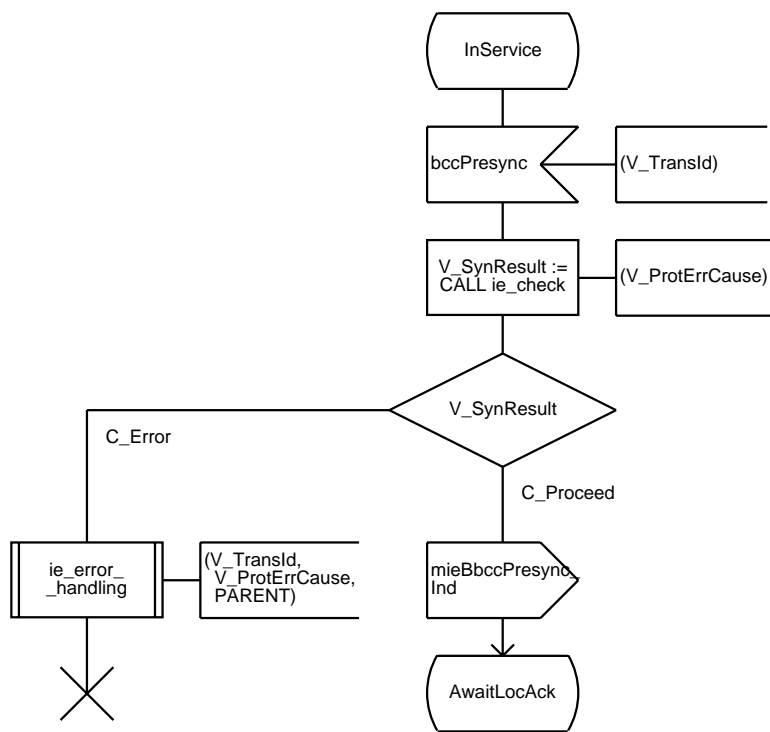 InService
bccPresync
(V_TransId)
V_SynResult :=
CALL ie_check
(V_ProtErrCause)
V_SynResult
C_Error
C_Proceed
ie_error_
_handling
(V_TransId,
V_ProtErrCause,
PARENT)
mieBbccPresync_
Ind
AwaitLocAck